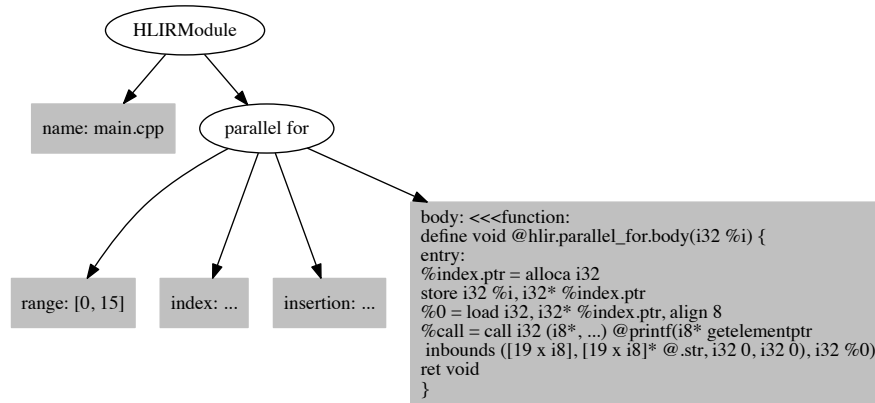 HLIRModule
name: main.cpp
parallel for
range: [0, 15]
index: ...
insertion: ...
body: <<<function:
define void @hlir.parallel_for.body(i32 %i) {
entry:
%index.ptr = alloca i32
store i32 %i, i32* %index.ptr
%0 = load i32, i32* %index.ptr, align 8
%call = call i32 (i8*, ...) @printf(i8* getelementptr
inbounds ([19 x i8], [19 x i8]* @.str, i32 0, i32 0), i32 %0)
ret void
}